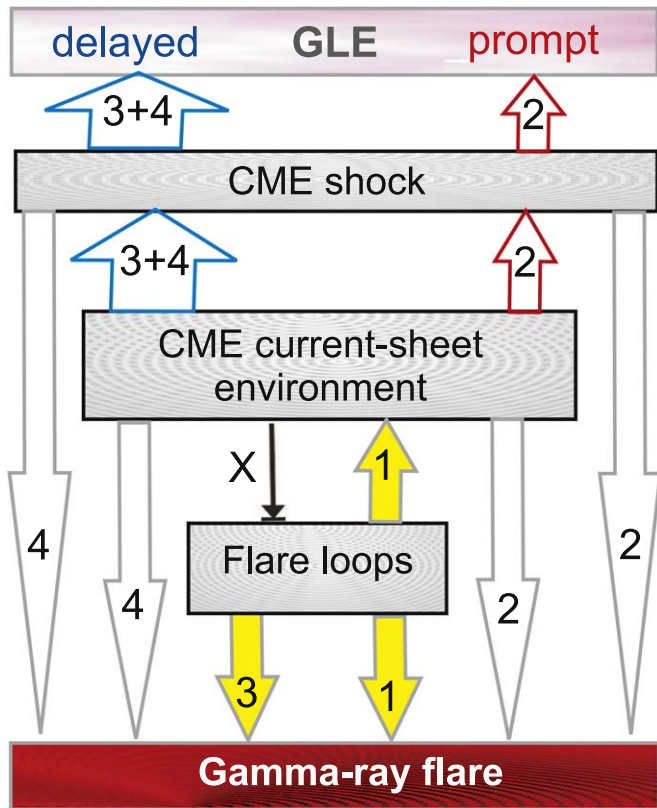 delayed GLE prompt
3+4 2
CME shock
3+4 2
CME current-sheet
environment
X 1
4 4 Flare loops 2 2
3 1
Gamma-ray flare